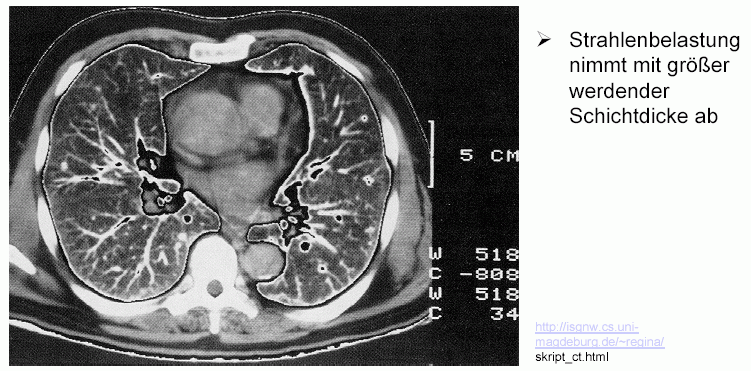 ➢ Strahlenbelastung
nimmt mit größer
werdender
Schichtdicke ab
5 CM
W 518
C -808
W 518
C 34
http://isgnw.cs.uni-
magdeburg.de/~regina/
skript_ct.html